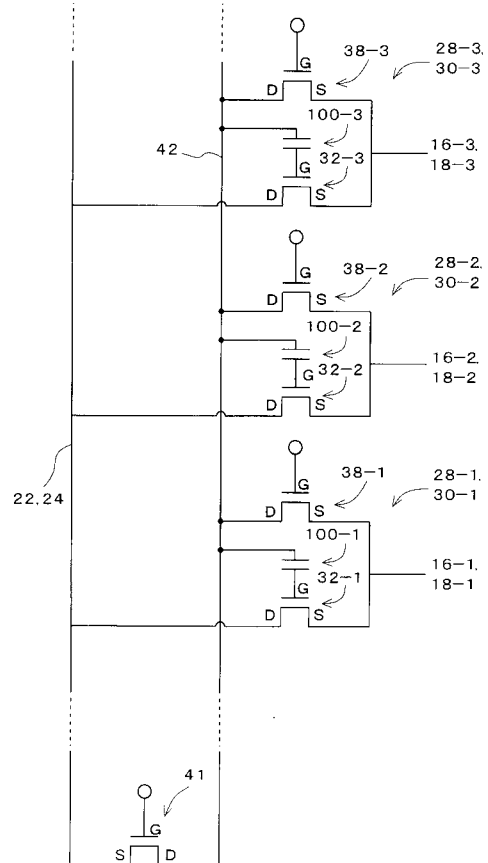 G
38-3
28-3,
30-3
D
S
100-3
42
32-3
16-3,
18-3
G
D
S
G
38-2
28-2,
30-2
D
S
100-2
32-2
16-2,
18-2
G
D
S
22,24
G
38-1
28-1,
30-1
D
S
100-1
32-1
16-1,
18-1
G
D
S
41
G
S
D